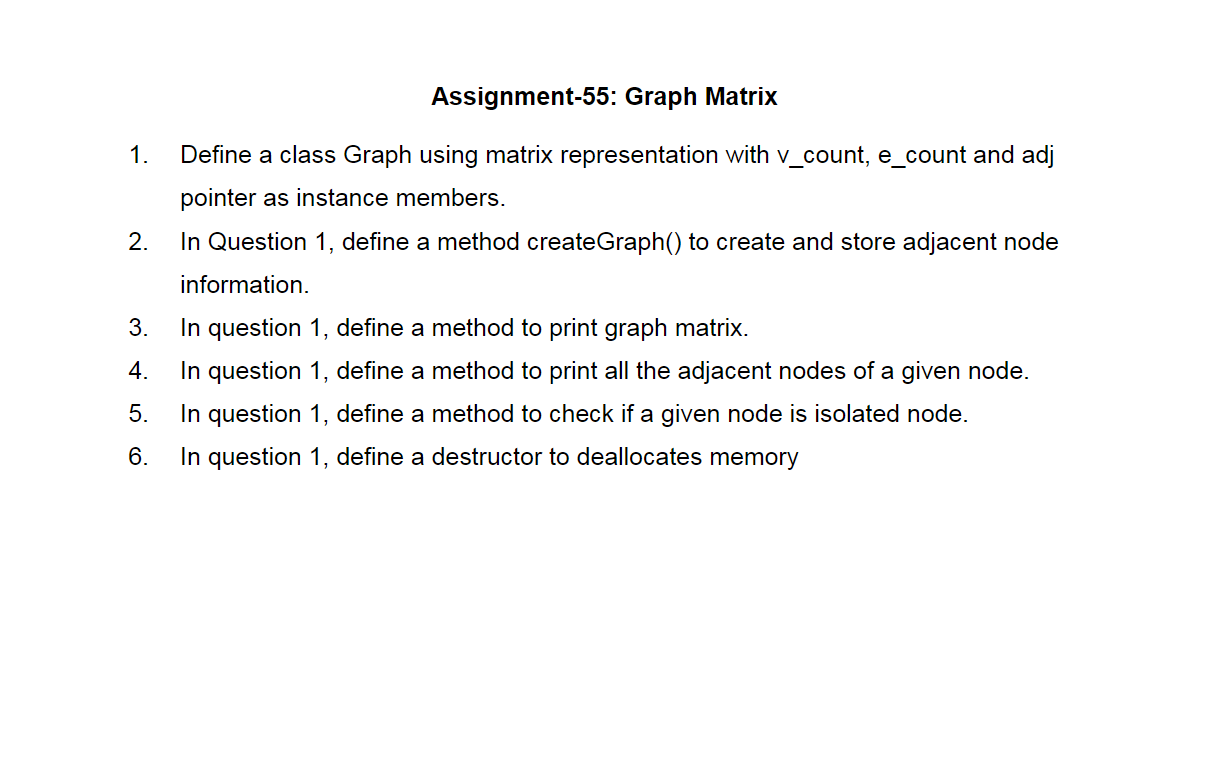 Assignment-55: Graph Matrix
1. Define a class Graph using matrix representation with v_count, e_count and adj
pointer as instance members.
2. In Question 1, define a method createGraph() to create and store adjacent node
information.
3. In question 1, define a method to print graph matrix.
4. In question 1, define a method to print all the adjacent nodes of a given node.
5. In question 1, define a method to check if a given node is isolated node.
6. In question 1, define a destructor to deallocates memory